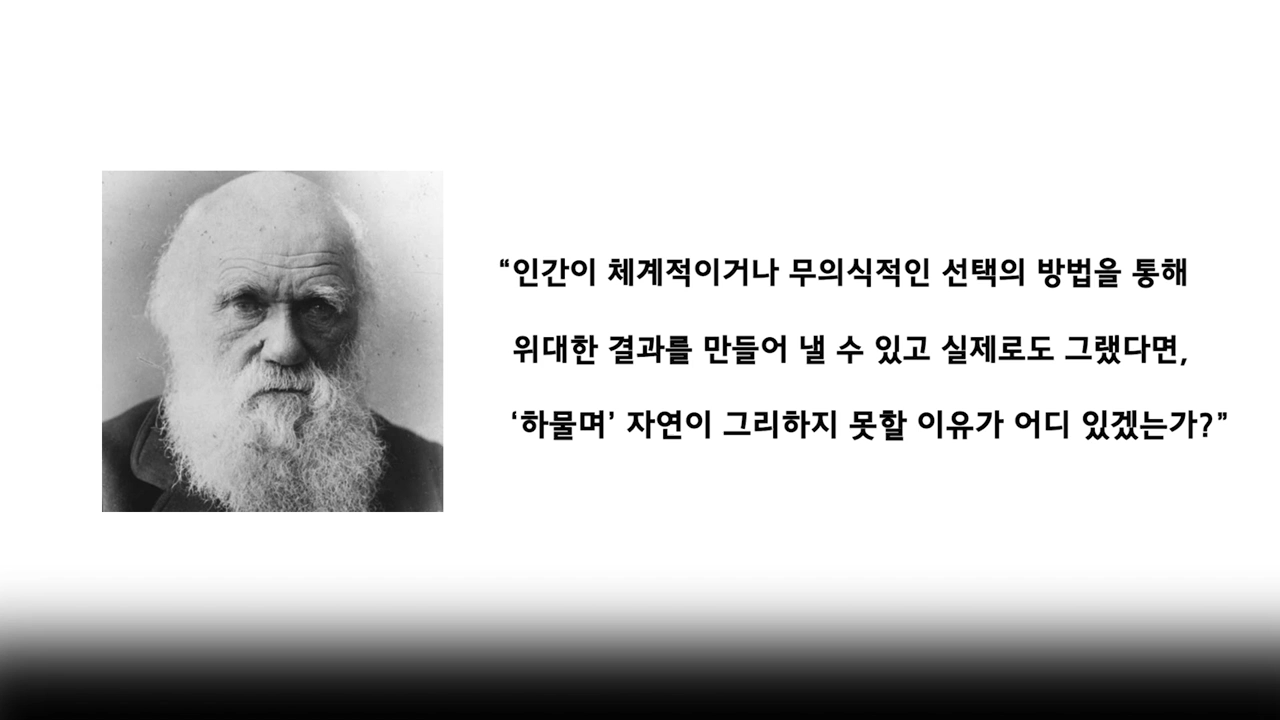 “인간이 체계적이거나 무의식적인 선택의 방법을 통해
위대한 결과를 만들어 낼 수 있고 실제로도 그랬다면,
‘하물며’ 자연이 그리하지 못할 이유가 어디 있겠는가?”